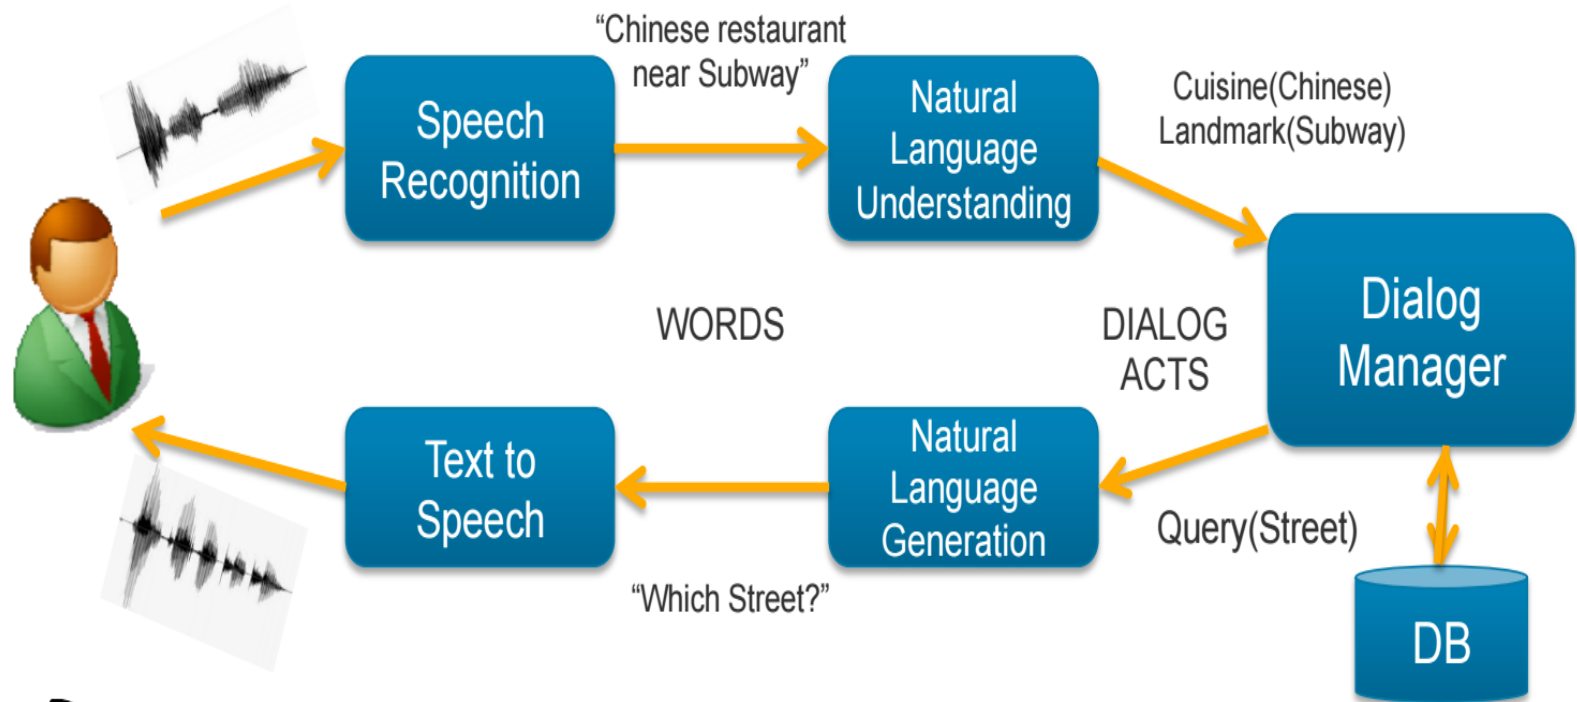 “Chinese restaurant
near Subway”
Speech
Recognition
Natural
Language
Understanding
Cuisine(Chinese)
Landmark(Subway)
WORDS
DIALOG
ACTS
Dialog
Manager
Text to
Speech
Natural
Language
Generation
Query(Street)
“Which Street?”
DB